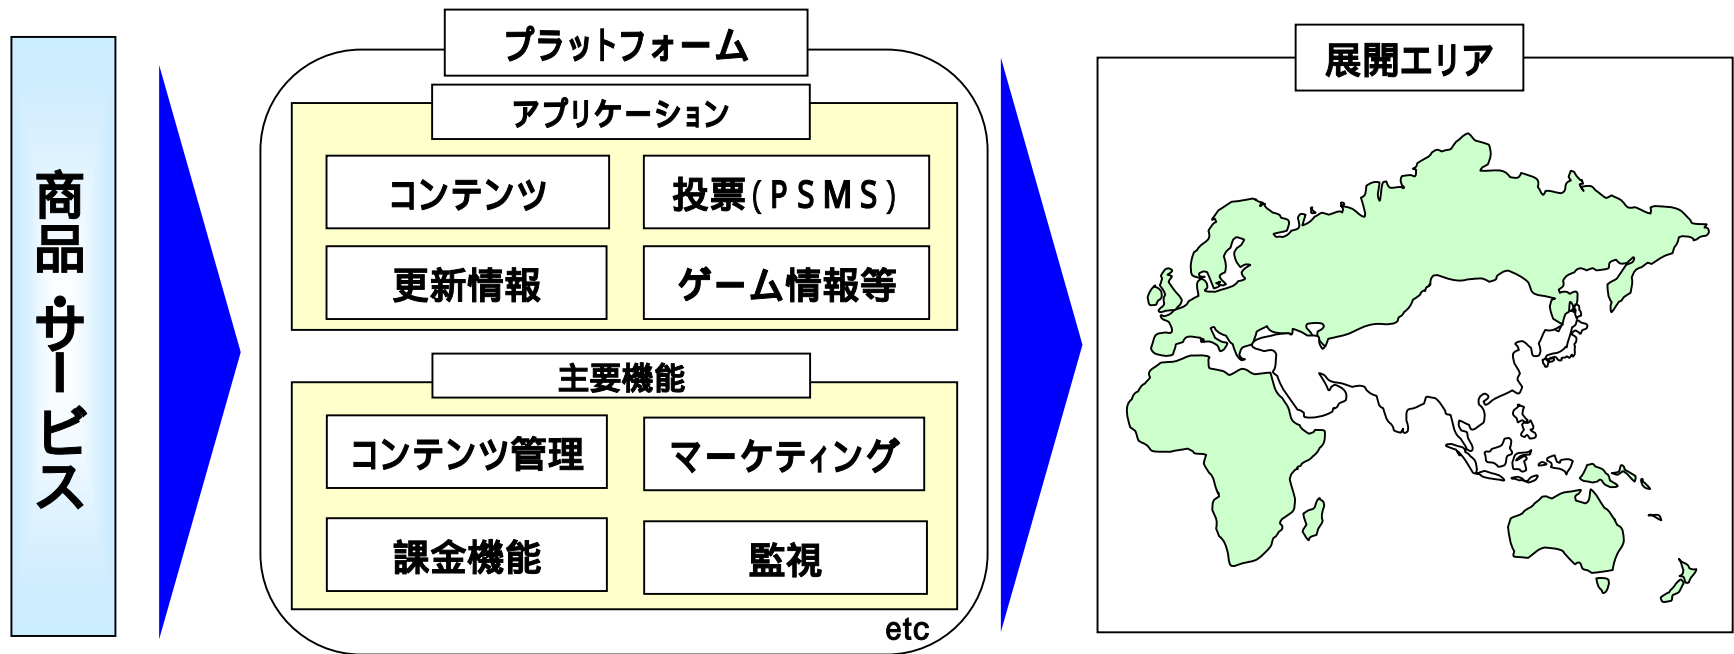 商品・サービス
プラットフォーム
アプリケーション
コンテンツ
投票(PSMS)
更新情報
ゲーム情報等
主要機能
コンテンツ管理
マーケティング
課金機能
監視
etc
展開エリア